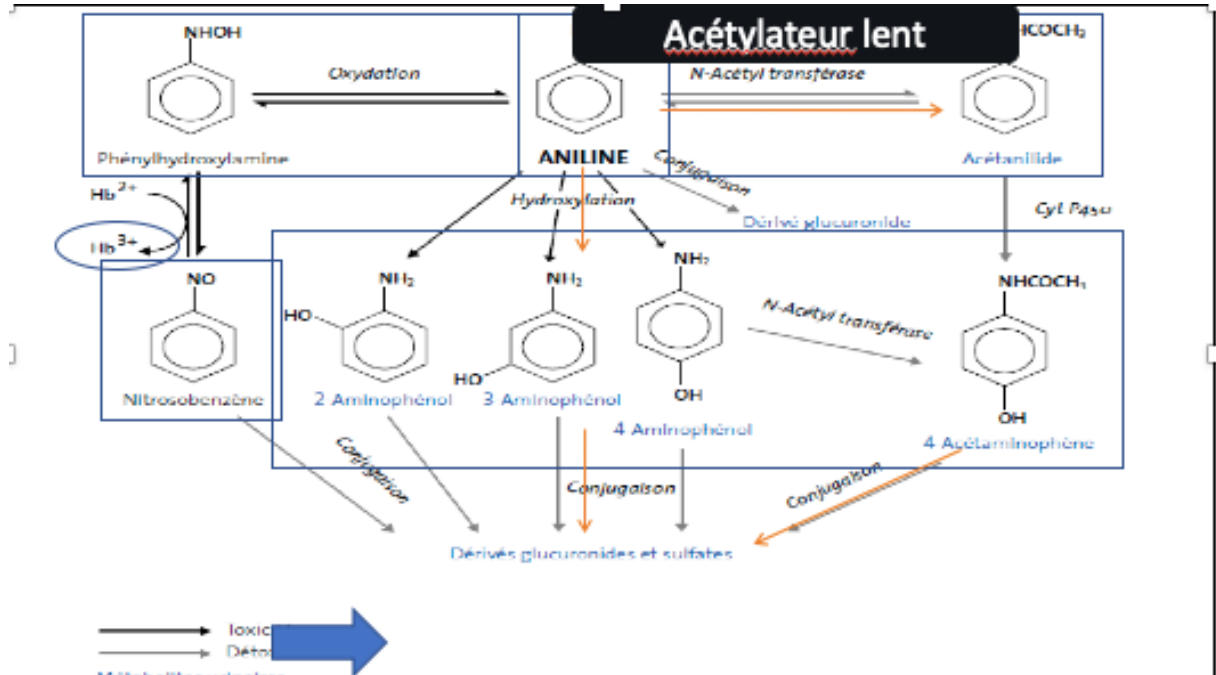 Acétylateur lent
NHOH
HCOCH₃
Oxydation
N-Acétyl transférase
Phénylhydroxylamine
ANILINE
Acétanilide
Conjugaison
Hb²⁺
Hydroxylation
Dérivé glucuronide
Cyt P450
Hb³⁺
NO
NH₂
NH₂
NH₂
NHCOCH₃
HO
HO
OH
OH
N-Acétyl transférase
Nitrosobenzène
2 Aminophénol
3 Aminophénol
4 Aminophénol
4 Acétaminophène
Conjugaison
Conjugaison
Conjugaison
Dérivés glucuronides et sulfates